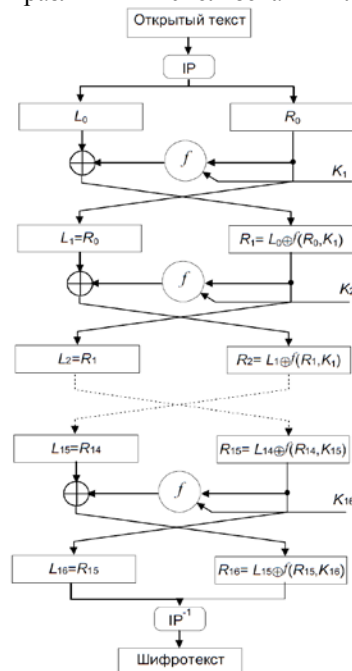 Открытый текст
IP
L₀ R₀
f
K₁
L₁=R₀ R₁= L₀⊕f(R₀,K₁)
f
K₂
L₂=R₁ R₂= L₁⊕f(R₁,K₁)
L₁₅=R₁₄ R₁₅= L₁₄⊕f(R₁₄,K₁₅)
f
K₁₆
L₁₆=R₁₅ R₁₆= L₁₅⊕f(R₁₅,K₁₆)
IP⁻¹
Шифротекст